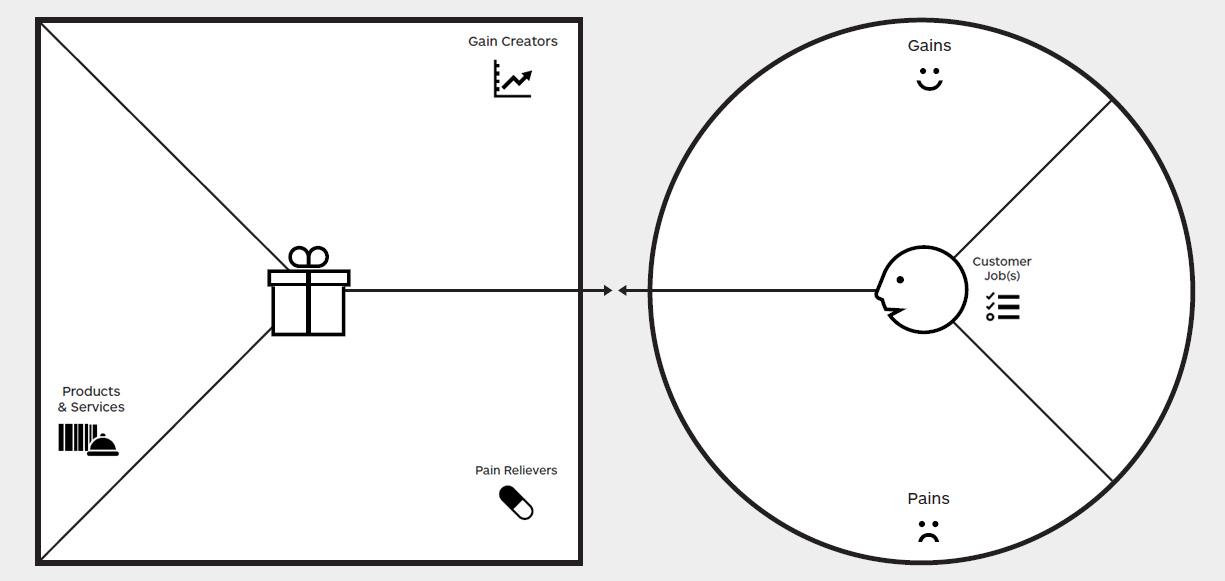 Gain Creators
Products
& Services
Pain Relievers
Gains
Customer
Job(s)
Pains